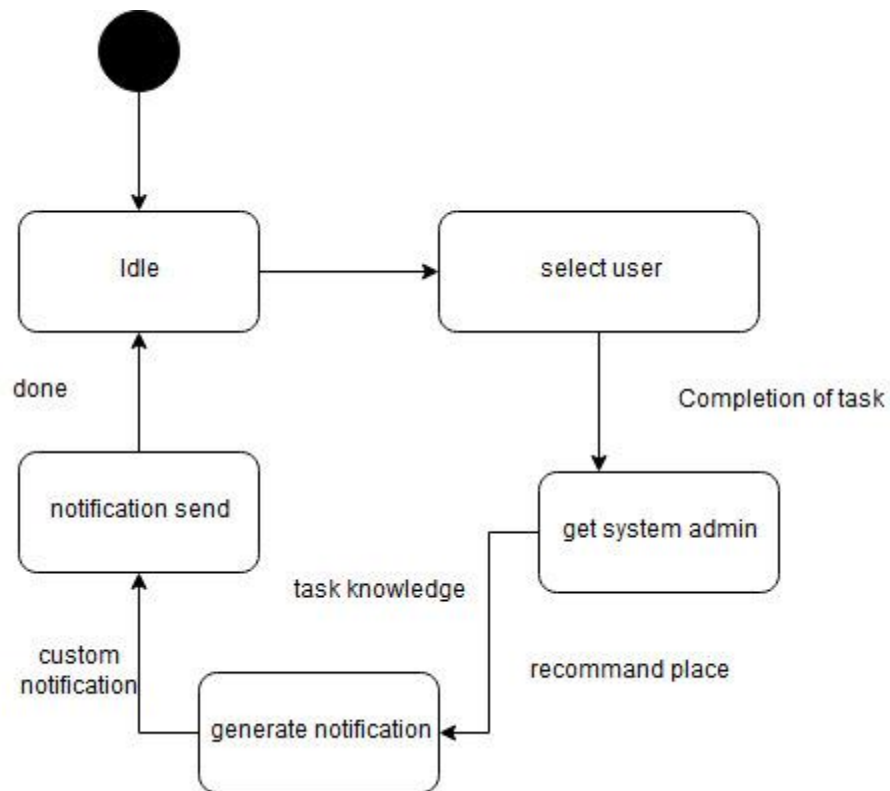 Idle
select user
done
Completion of task
notification send
get system admin
task knowledge
custom
notification
recommand place
generate notification